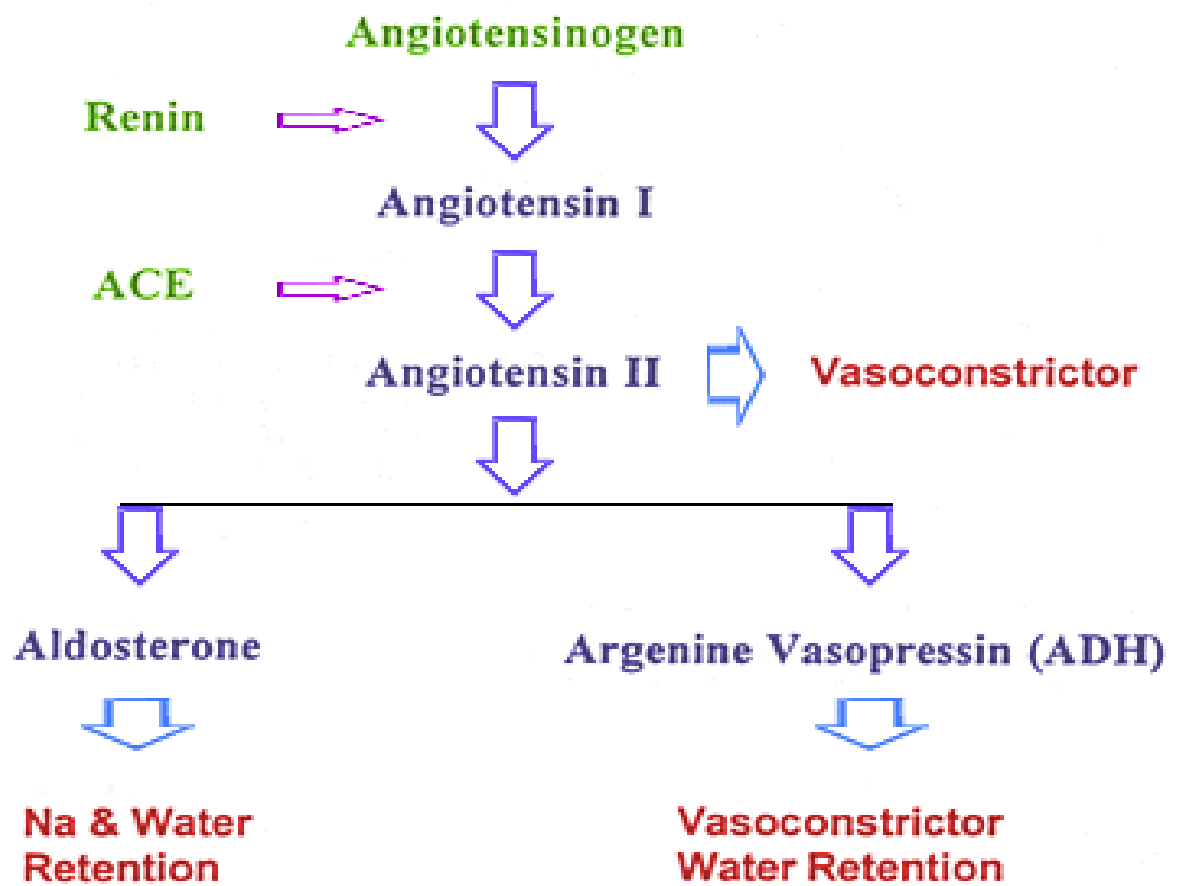 Angiotensinogen
Renin
Angiotensin I
ACE
Angiotensin II
Vasoconstrictor
Aldosterone
Argenine Vasopressin (ADH)
Na & Water
Retention
Vasoconstrictor
Water Retention